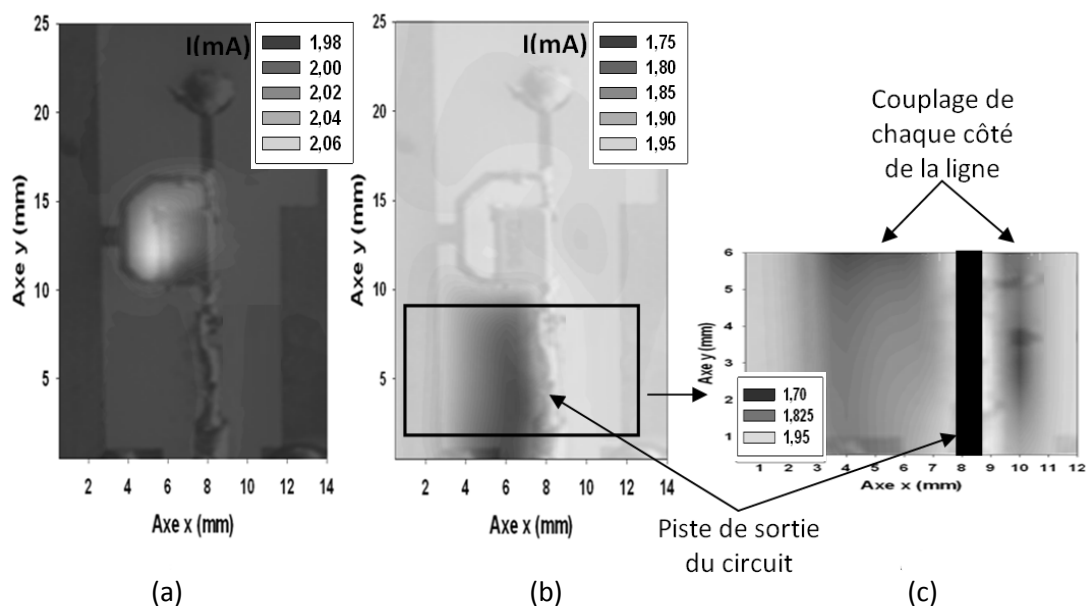 25
20
15
10
5
Axe y (mm)
2 4 6 8 10 12 14
Axe x (mm)
I(mA)
1,98
2,00
2,02
2,04
2,06
(a)
25
20
15
10
5
Axe y (mm)
2 4 6 8 10 12 14
Axe x (mm)
I(mA)
1,75
1,80
1,85
1,90
1,95
(b)
Couplage de
chaque côté
de la ligne
6
5
4
3
2
1
Axe y (mm)
1,70
1,825
1,95
1 2 3 4 5 6 7 8 9 10 11 12
Axe x (mm)
Piste de sortie
du circuit
(c)